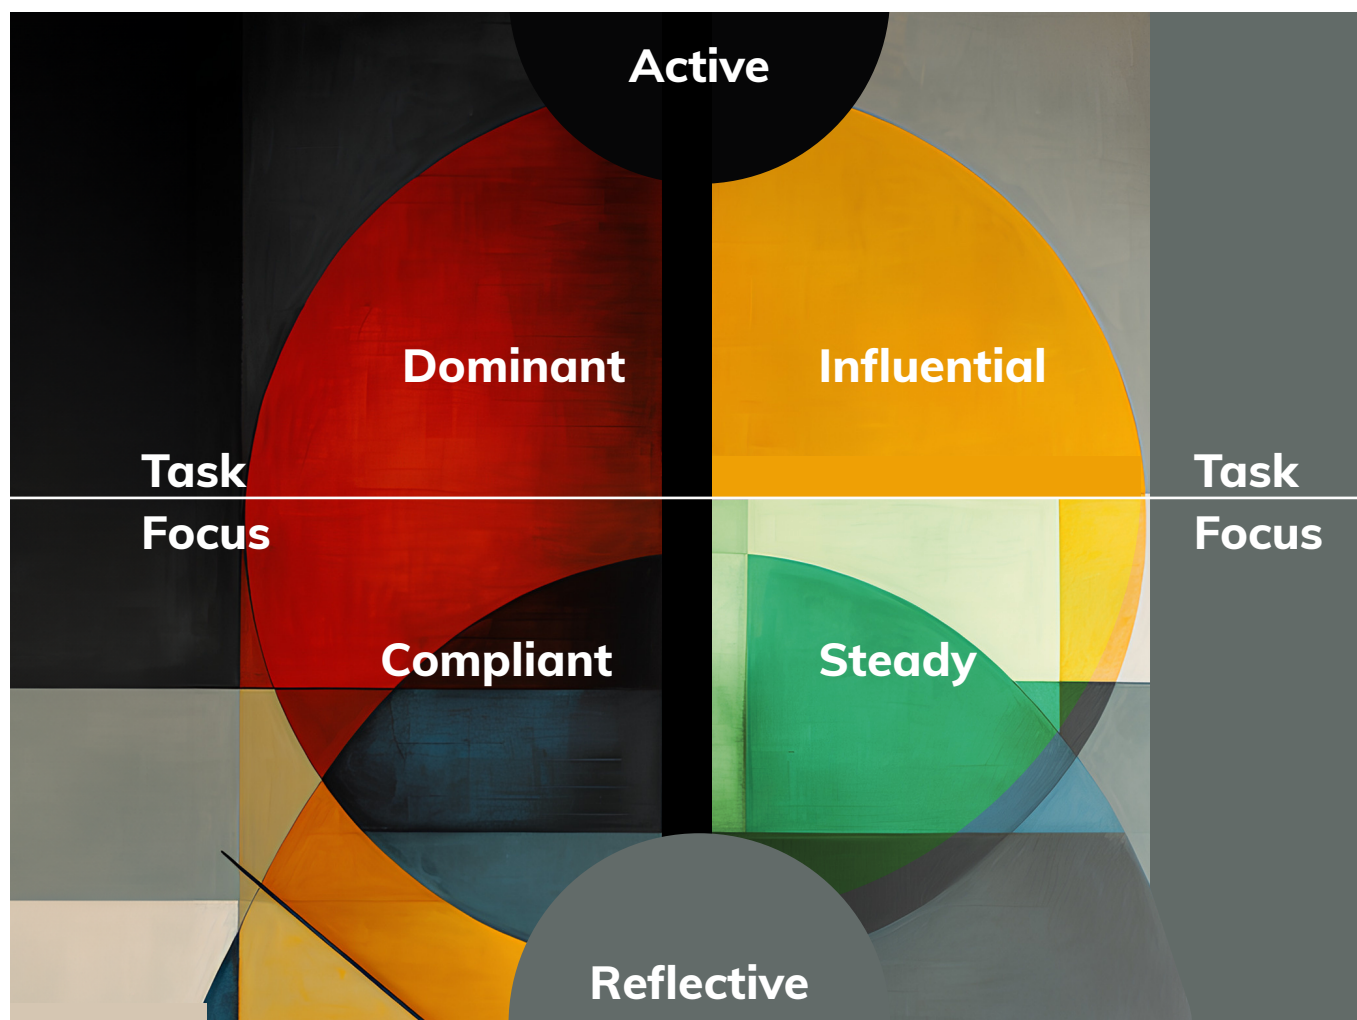 Active
Dominant
Influential
Task
Focus
Task
Focus
Compliant
Steady
Reflective